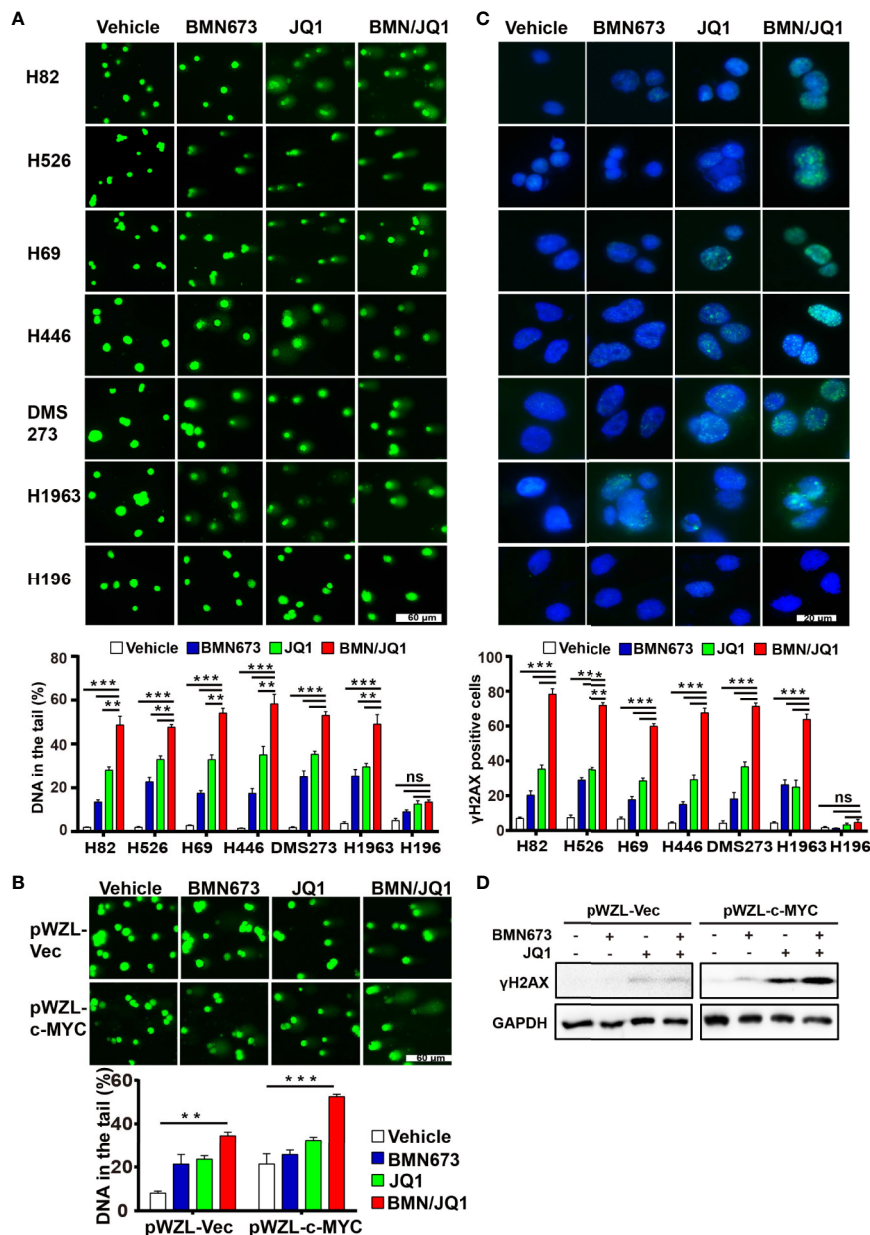 A
Vehicle BMN673 JQ1 BMN/JQ1
H82
H526
H69
H446
DMS
273
H1963
H196
60 µm
Vehicle BMN673 JQ1 BMN/JQ1
DNA in the tail (%)
80
60
40
20
0
*** *** *** *** *** *** ns
** ** ** ** **
H82 H526 H69 H446 DMS273 H1963 H196
B
Vehicle BMN673 JQ1 BMN/JQ1
pWZL-
Vec
pWZL-
c-MYC
60 µm
DNA in the tail (%)
60
40
20
0
** ***
Vehicle
BMN673
JQ1
BMN/JQ1
pWZL-Vec pWZL-c-MYC
C
Vehicle BMN673 JQ1 BMN/JQ1
20 µm
Vehicle BMN673 JQ1 BMN/JQ1
γH2AX positive cells
100
80
60
40
20
0
*** *** *** *** *** *** ns
**
H82 H526 H69 H446 DMS273 H1963 H196
D
pWZL-Vec pWZL-c-MYC
BMN673 - + - + - + - +
JQ1 - - + + - - + +
γH2AX
GAPDH